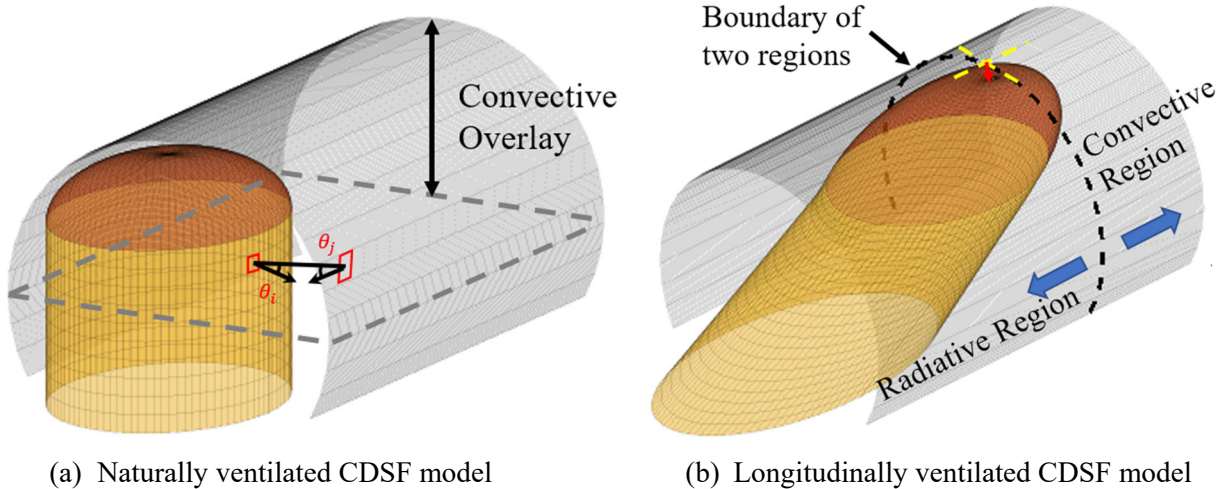 Convective
Overlay
θj
θi
Boundary of
two regions
Convective
Region
Radiative Region
(a) Naturally ventilated CDSF model
(b) Longitudinally ventilated CDSF model